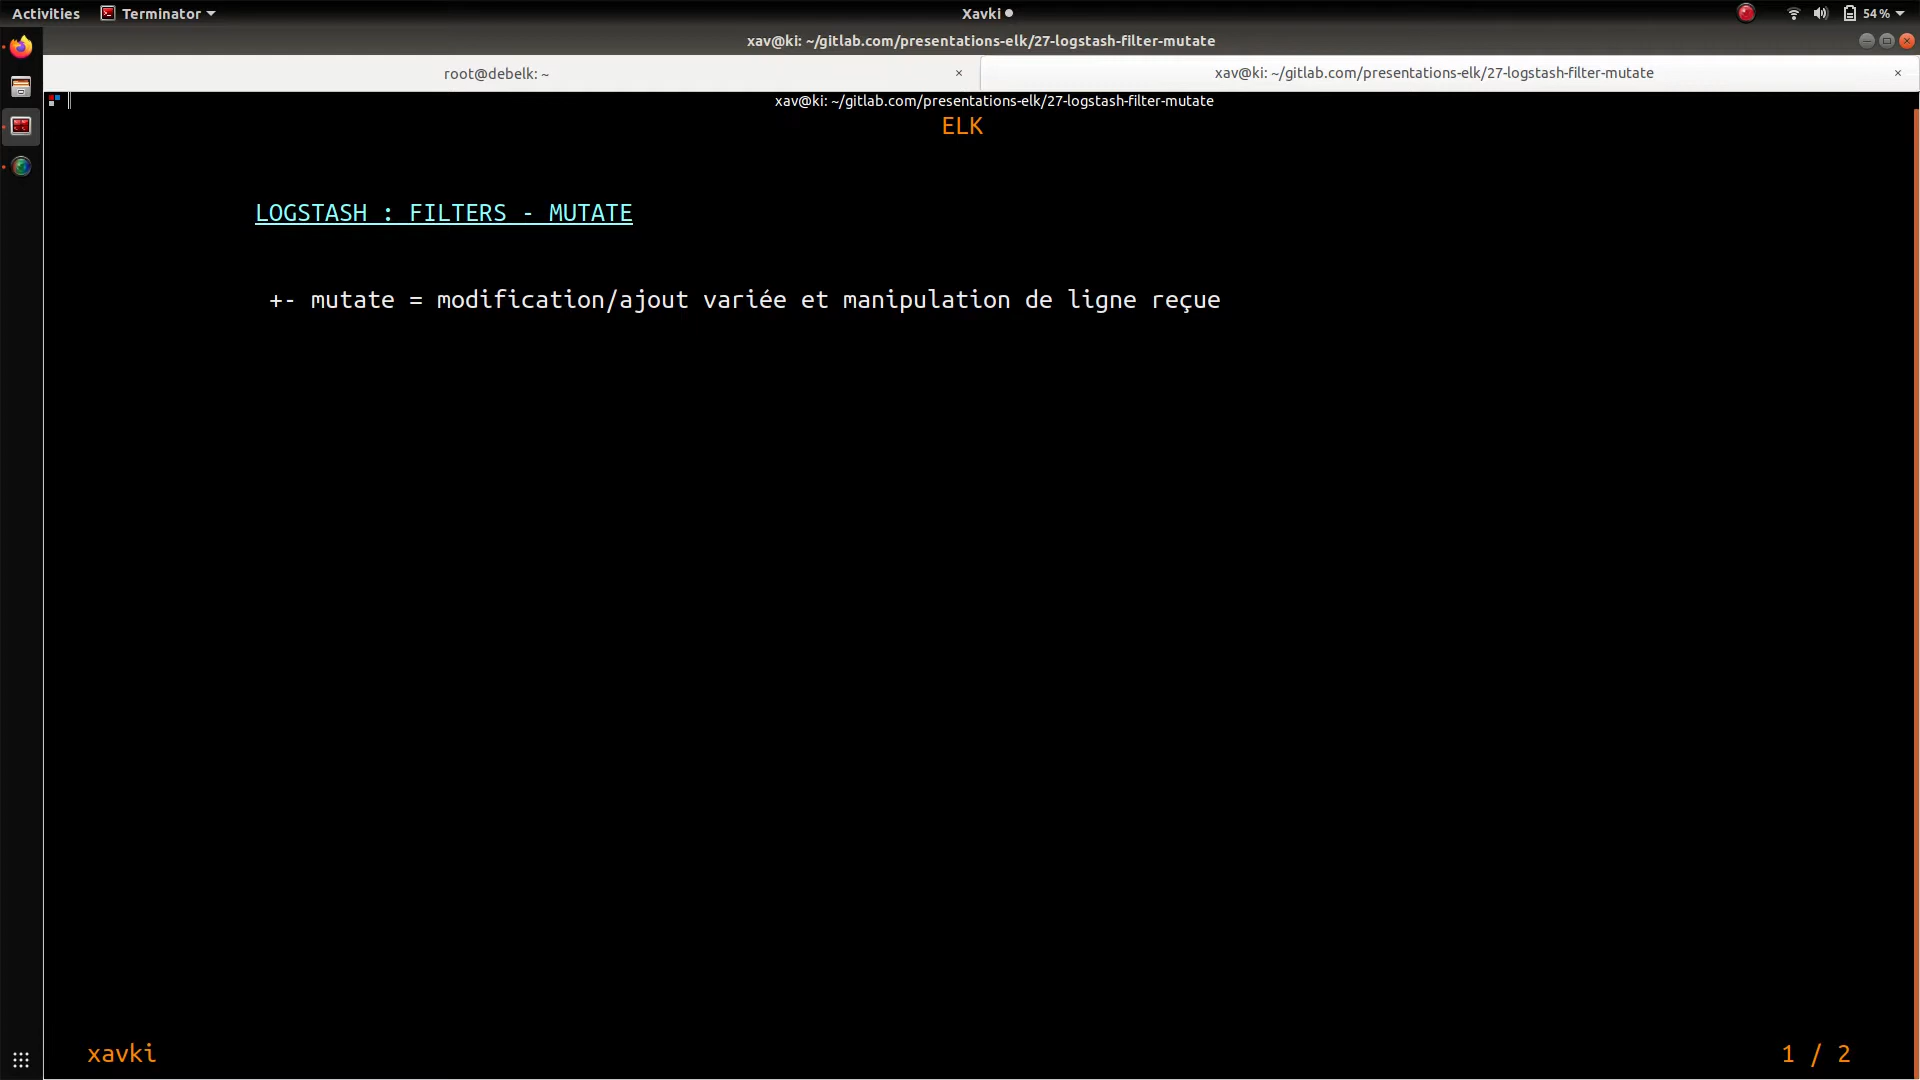 Activities Terminator Xavki 54 %
xav@ki: ~/gitlab.com/presentations-elk/27-logstash-filter-mutate
root@debelk: ~ × xav@ki: ~/gitlab.com/presentations-elk/27-logstash-filter-mutate ×
xav@ki: ~/gitlab.com/presentations-elk/27-logstash-filter-mutate
ELK
LOGSTASH : FILTERS - MUTATE
+- mutate = modification/ajout variée et manipulation de ligne reçue
xavki 1 / 2